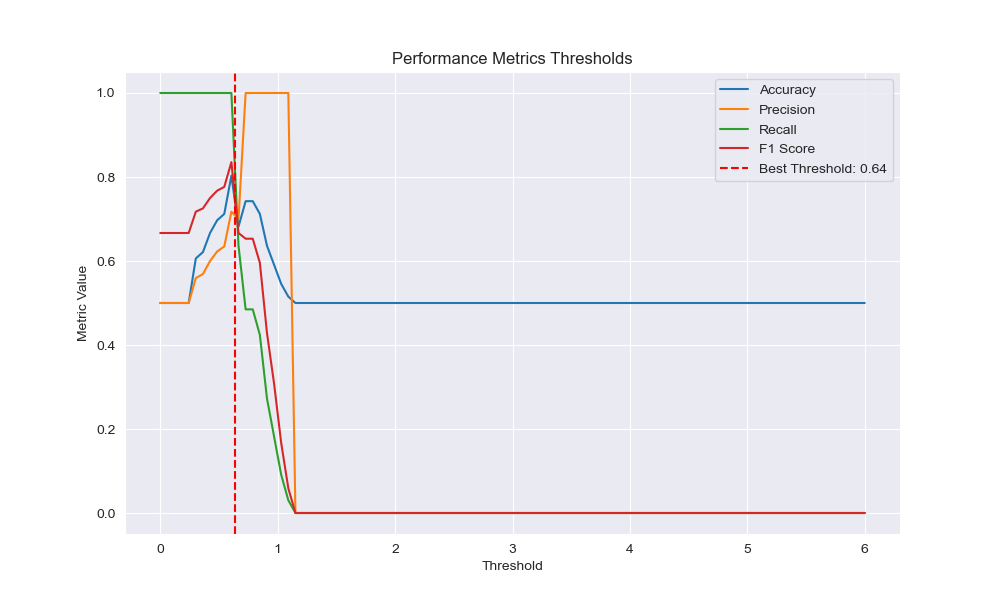 Performance Metrics Thresholds
Accuracy
Precision
Recall
F1 Score
Best Threshold: 0.64
Metric Value
1.0
0.8
0.6
0.4
0.2
0.0
0 1 2 3 4 5 6
Threshold